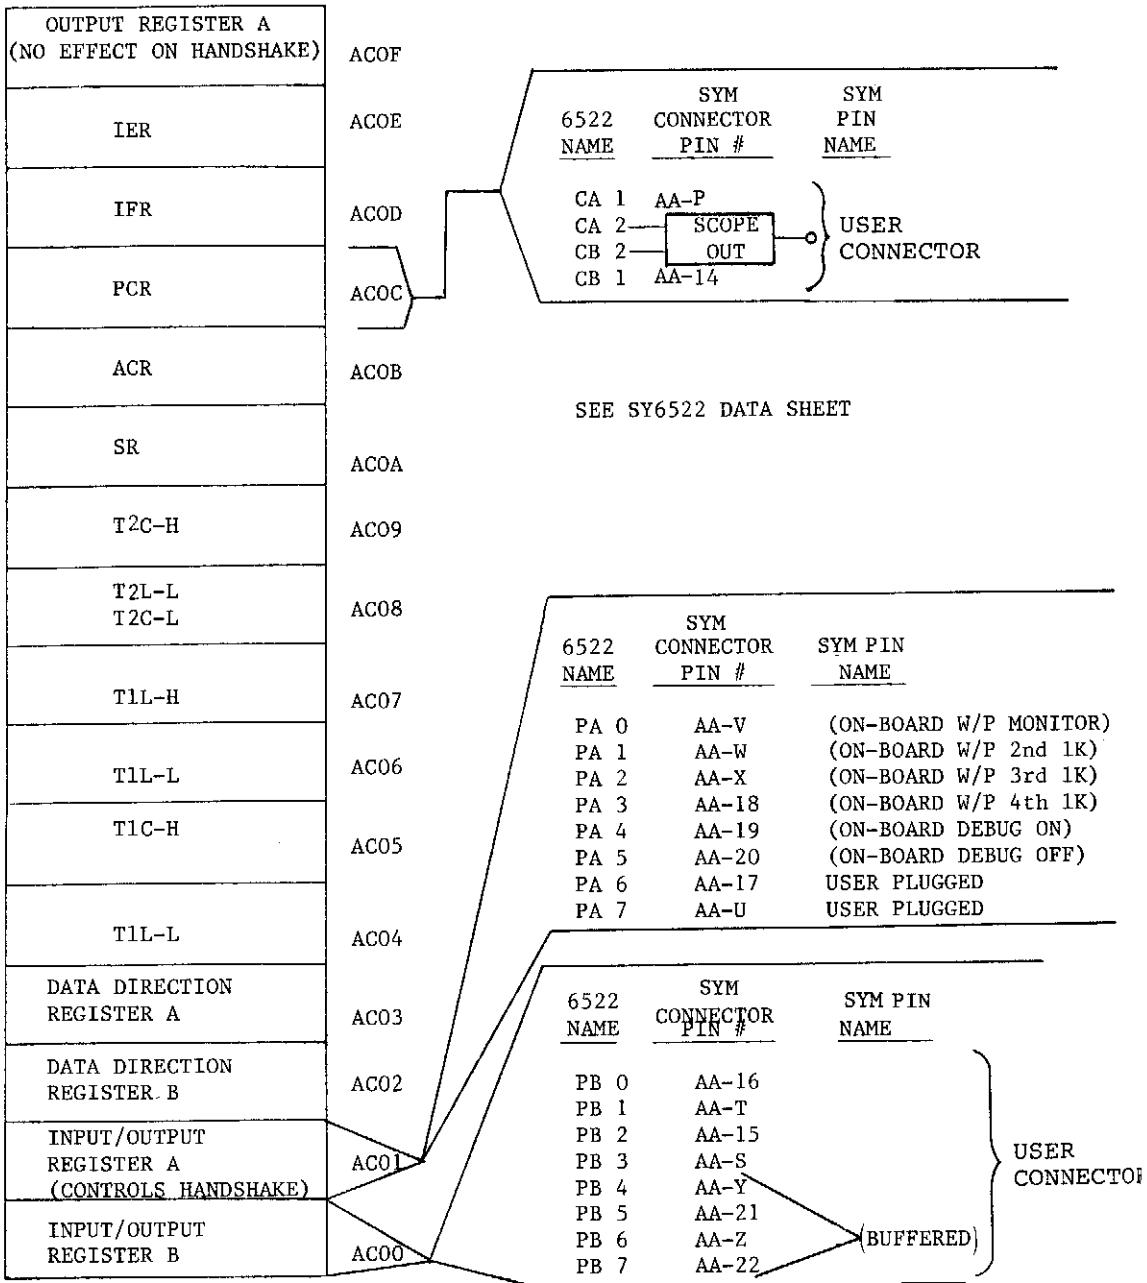 OUTPUT REGISTER A
(NO EFFECT ON HANDSHAKE)
AC0F
IER
AC0E
IFR
AC0D
PCR
AC0C
ACR
AC0B
SR
AC0A
T2C-H
AC09
T2L-L
T2C-L
AC08
T1L-H
AC07
T1L-L
AC06
T1C-H
AC05
T1L-L
AC04
DATA DIRECTION
REGISTER A
AC03
DATA DIRECTION
REGISTER B
AC02
INPUT/OUTPUT
REGISTER A
(CONTROLS HANDSHAKE)
AC01
INPUT/OUTPUT
REGISTER B
AC00
SYM SYM
6522 CONNECTOR PIN
NAME PIN # NAME
CA 1 AA-P
CA 2 SCOPE
CB 2 OUT
CB 1 AA-14
USER
CONNECTOR
SEE SY6522 DATA SHEET
SYM
6522 CONNECTOR SYM PIN
NAME PIN # NAME
PA 0 AA-V (ON-BOARD W/P MONITOR)
PA 1 AA-W (ON-BOARD W/P 2nd 1K)
PA 2 AA-X (ON-BOARD W/P 3rd 1K)
PA 3 AA-18 (ON-BOARD W/P 4th 1K)
PA 4 AA-19 (ON-BOARD DEBUG ON)
PA 5 AA-20 (ON-BOARD DEBUG OFF)
PA 6 AA-17 USER PLUGGED
PA 7 AA-U USER PLUGGED
SYM
6522 CONNECTOR SYM PIN
NAME PIN # NAME
PB 0 AA-16
PB 1 AA-T
PB 2 AA-15
PB 3 AA-S
PB 4 AA-Y
PB 5 AA-21
PB 6 AA-Z
PB 7 AA-22
(BUFFERED)
USER
CONNECTOR